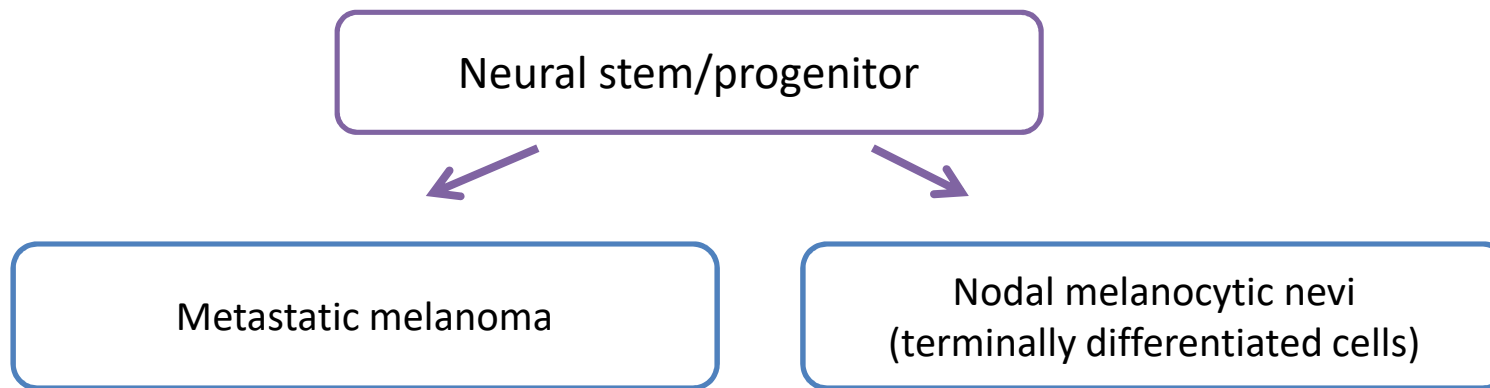 Neural stem/progenitor
Metastatic melanoma
Nodal melanocytic nevi
(terminally differentiated cells)